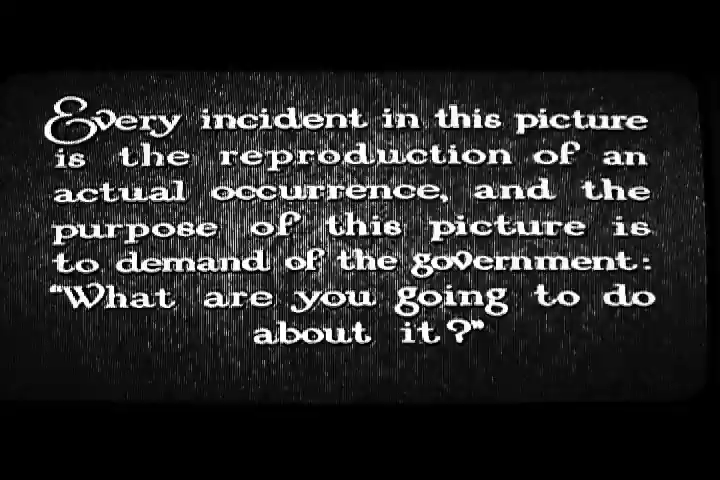 Every incident in this picture
is the reproduction of an
actual occurrence, and the
purpose of this picture is
to demand of the government:
"What are you going to do
about it?"